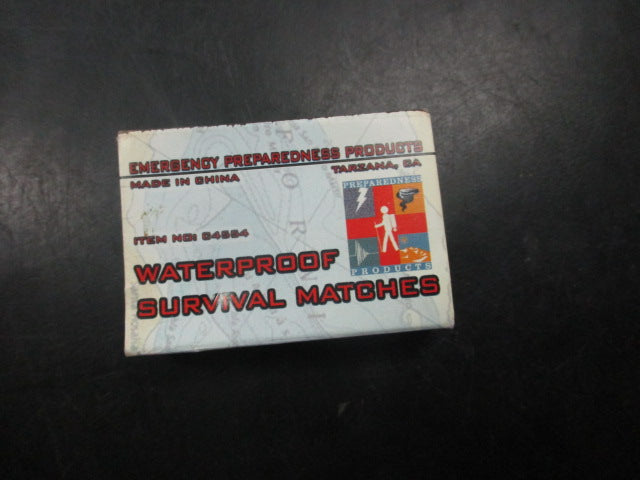 EMERGENCY PREPAREDNESS PRODUCTS
MADE IN CHINA
TARZANA, CA
PREPAREDNESS
PRODUCTS
ITEM NO: 04554
WATERPROOF
SURVIVAL MATCHES